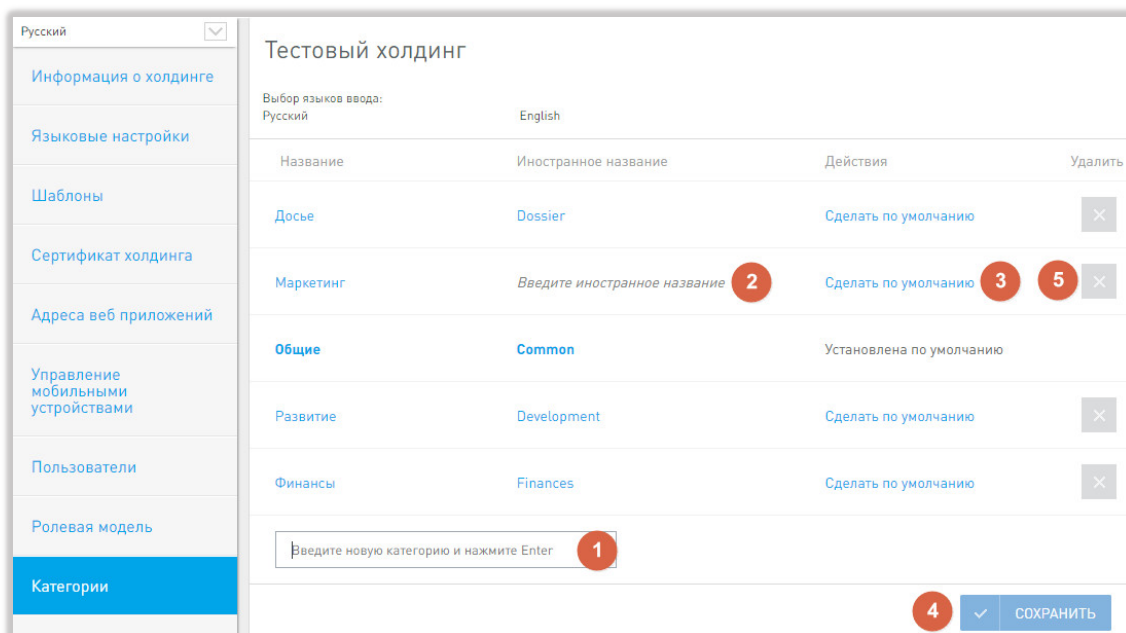 Русский
Информация о холдинге
Языковые настройки
Шаблоны
Сертификат холдинга
Адреса веб приложений
Управление
мобильными
устройствами
Пользователи
Ролевая модель
Категории
Тестовый холдинг
Выбор языков ввода:
Русский English
Название Иностранное название Действия Удалить
Досье Dossier Сделать по умолчанию
Маркетинг Введите иностранное название 2 Сделать по умолчанию 3 5
Общие Common Установлена по умолчанию
Развитие Development Сделать по умолчанию
Финансы Finances Сделать по умолчанию
Введите новую категорию и нажмите Enter 1
4 СОХРАНИТЬ